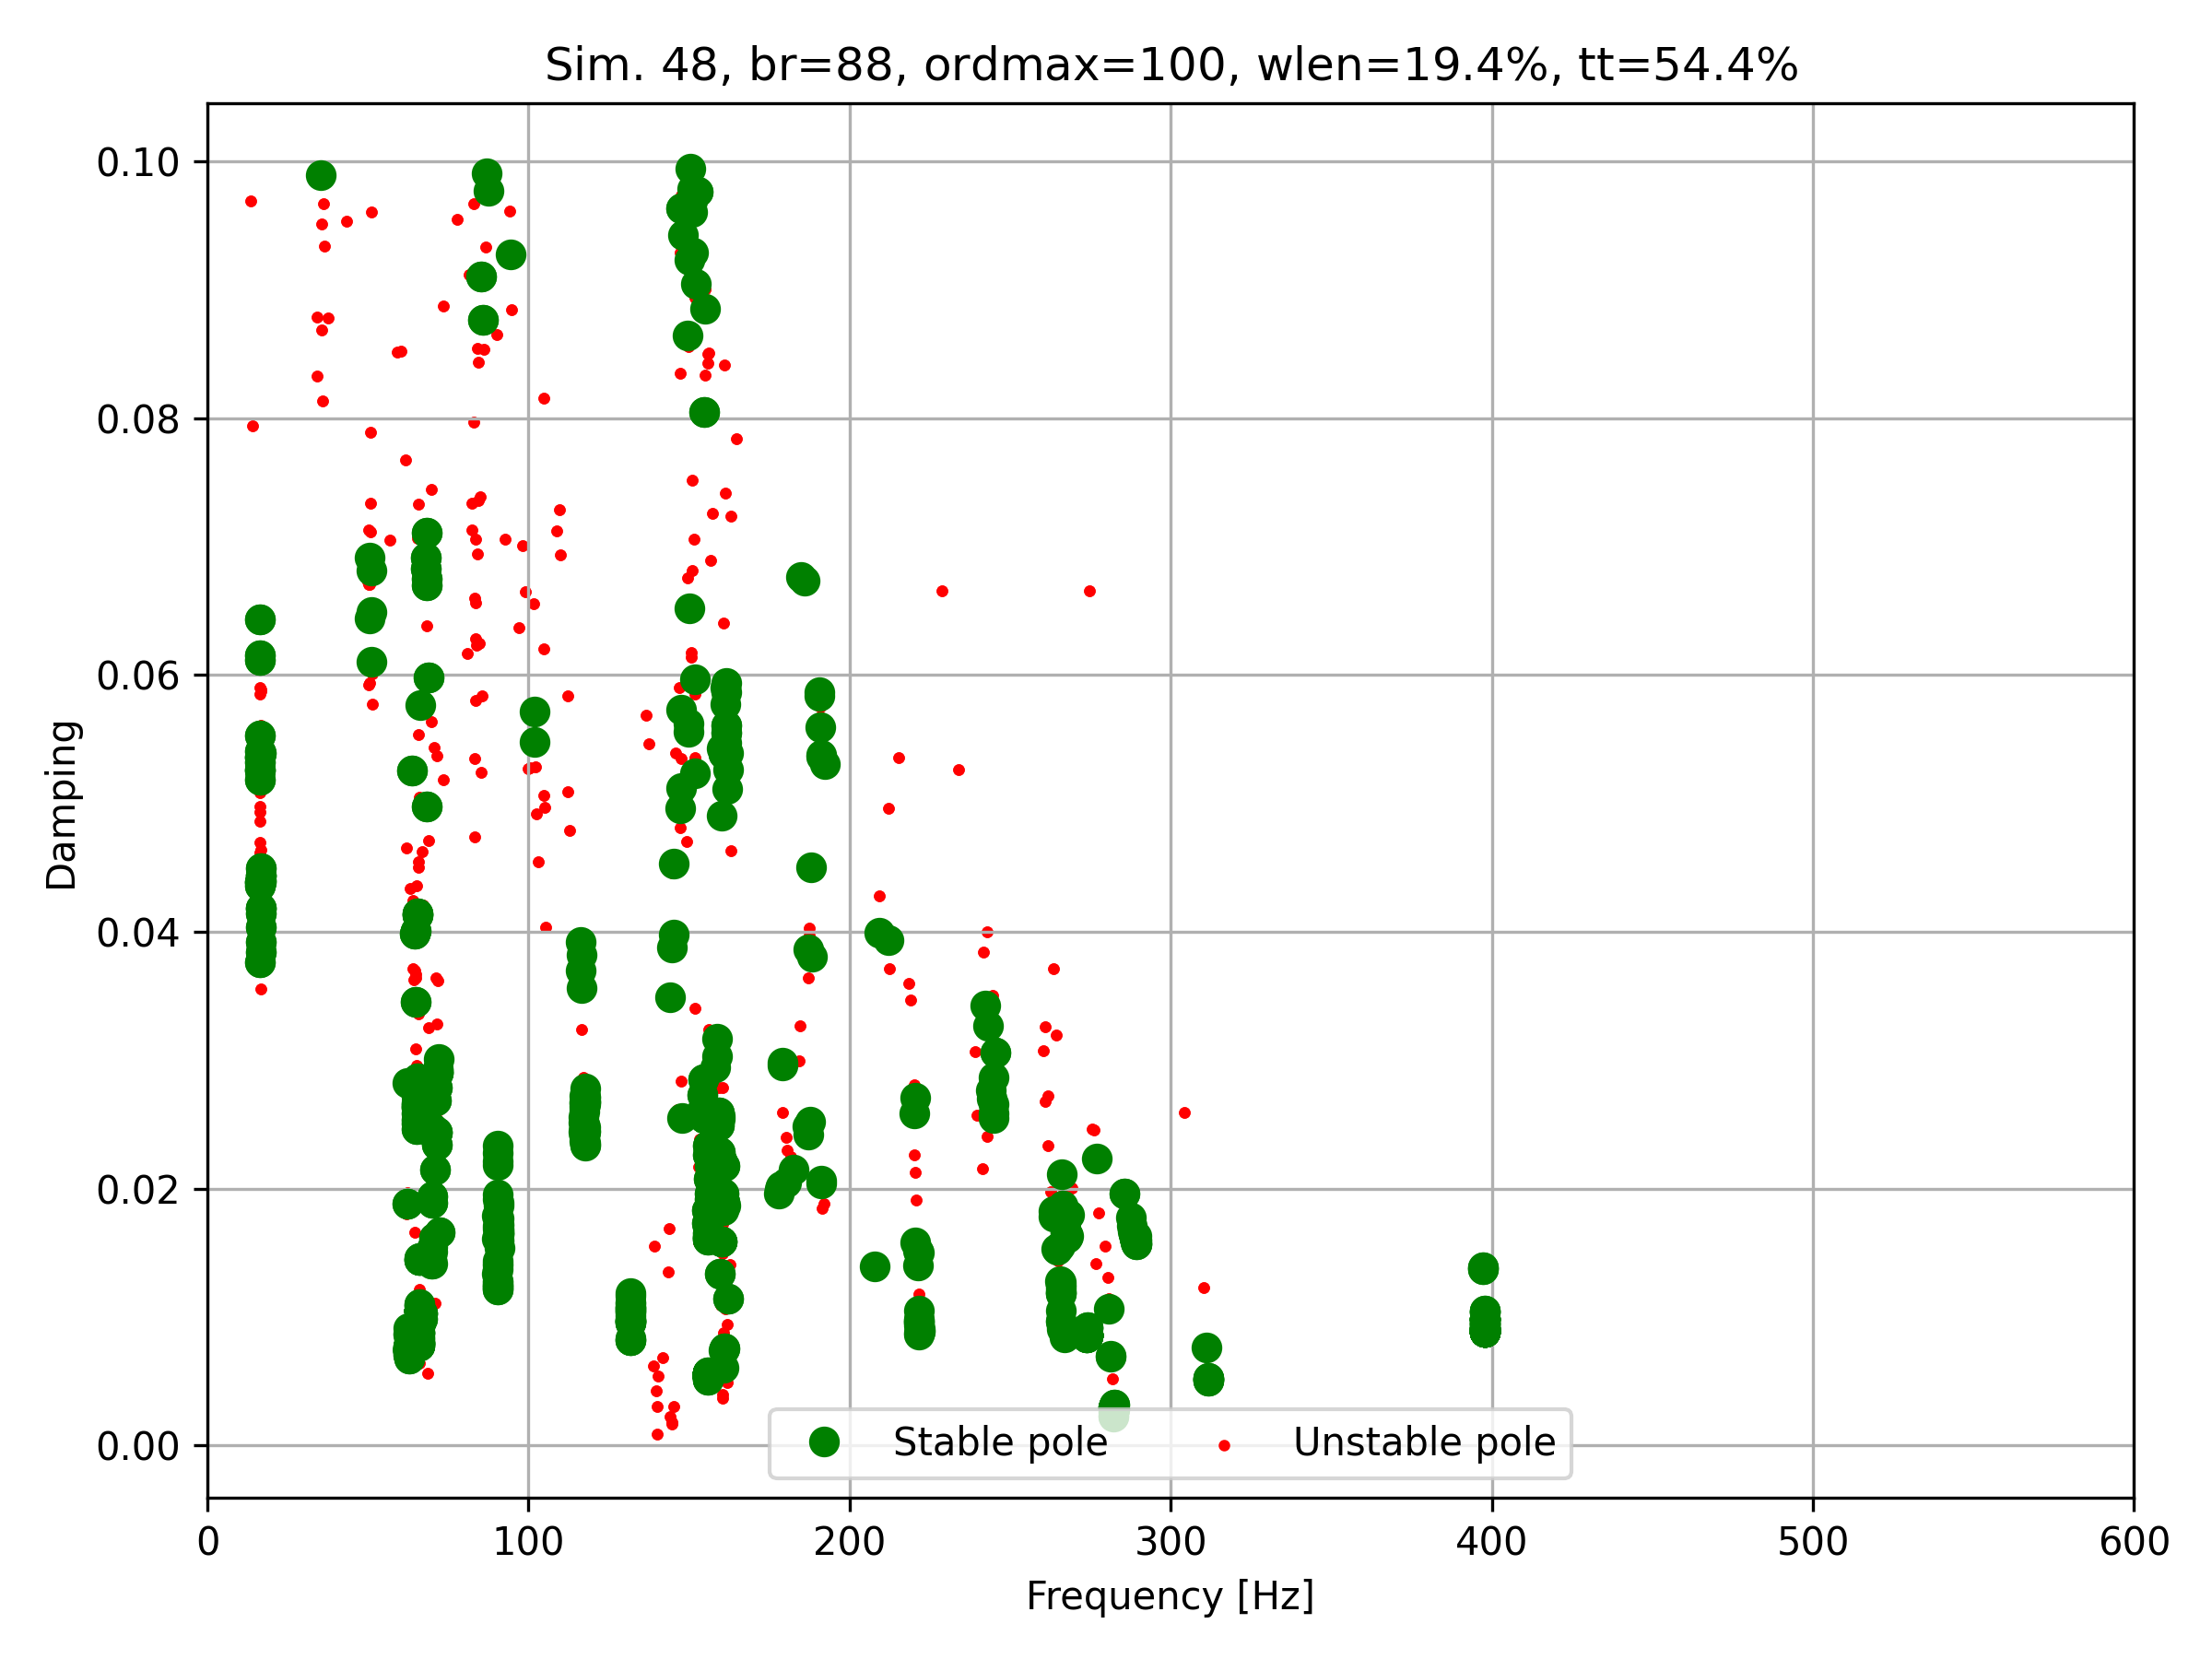 Sim. 48, br=88, ordmax=100, wlen=19.4%, tt=54.4%
0.10
0.08
0.06
0.04
0.02
0.00
Damping
Stable pole
Unstable pole
0 100 200 300 400 500 600
Frequency [Hz]